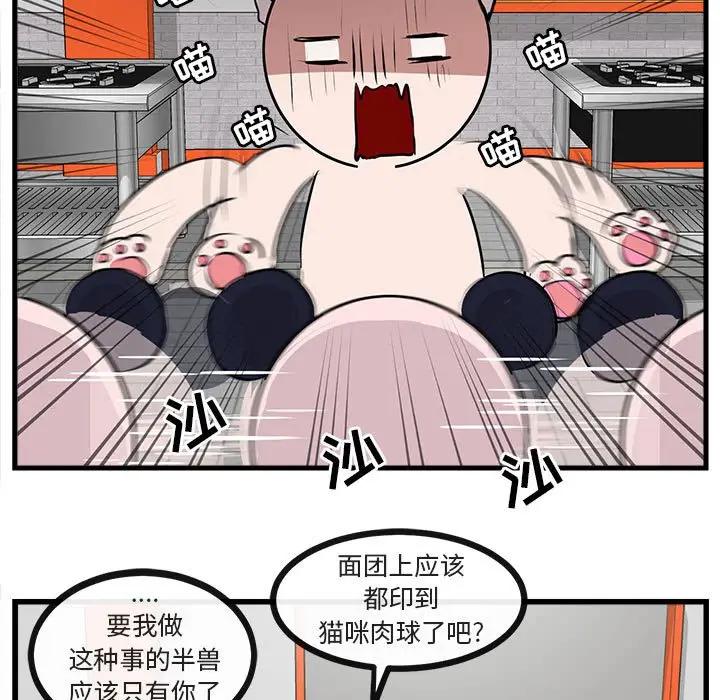 喵
喵
喵
喵
沙
沙
沙
面团上应该
都印到
猫咪肉球了吧?
....
要我做
这种事的半兽
应该只有你了